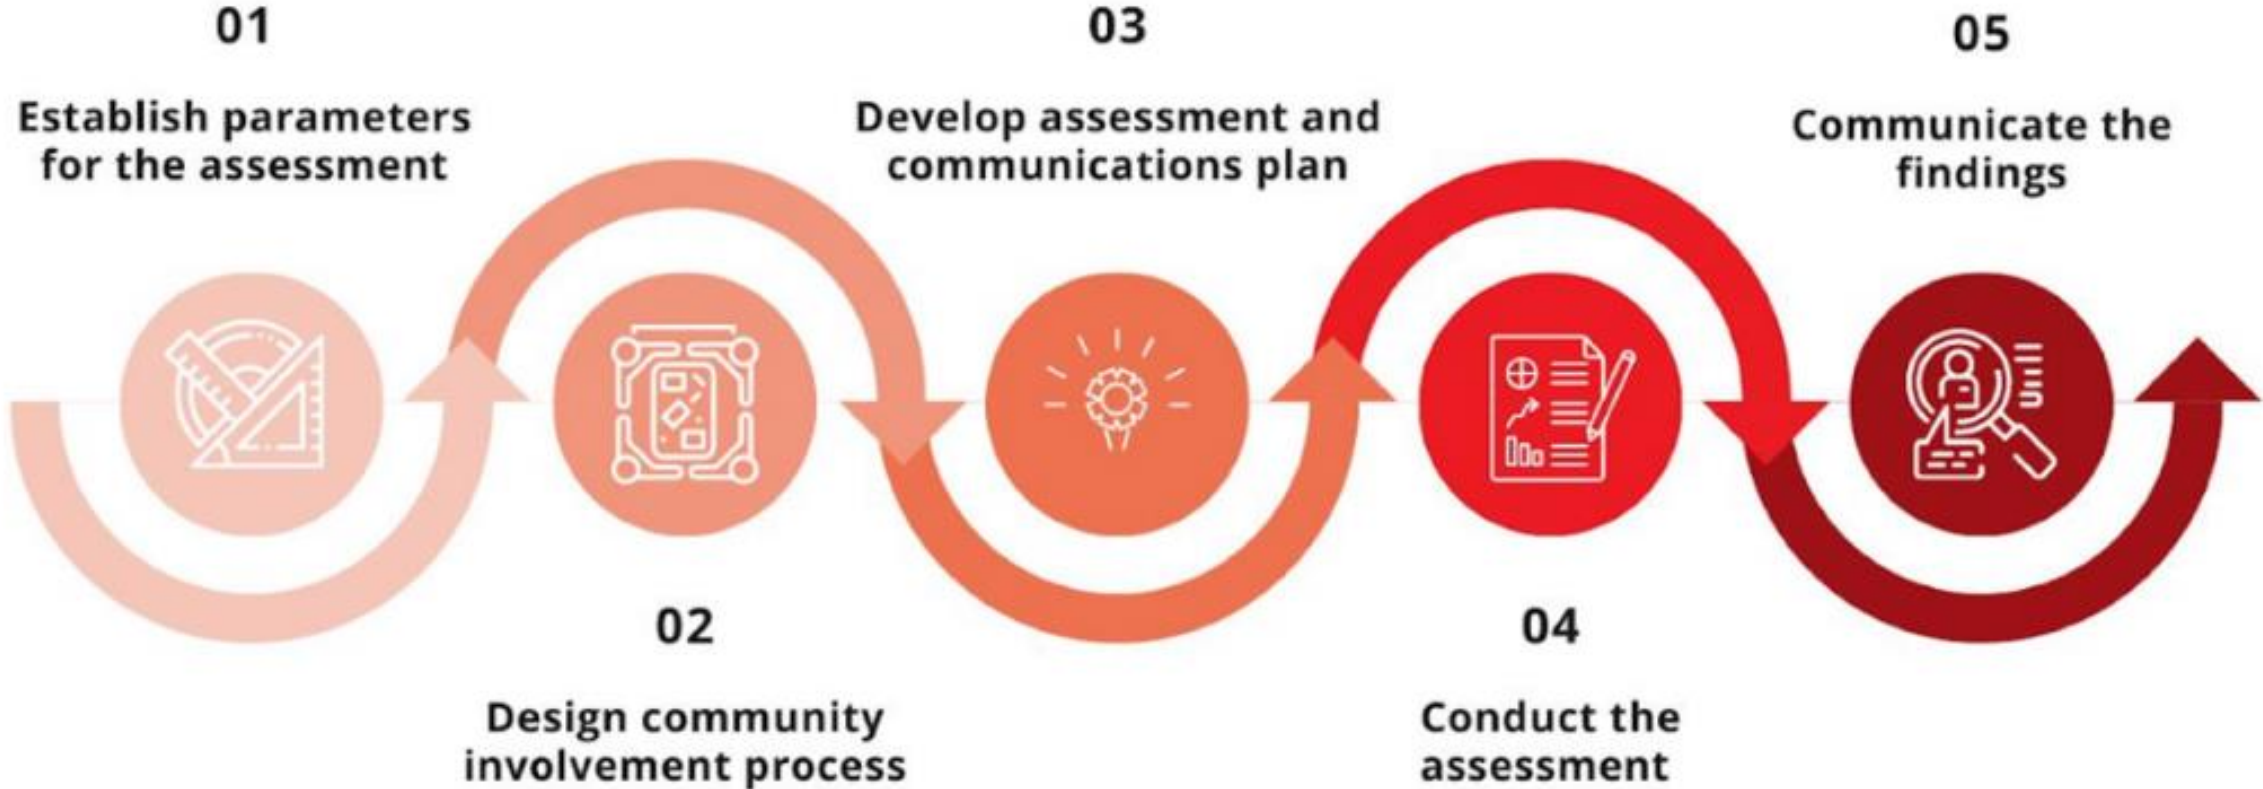 01
Establish parameters
for the assessment
02
Design community
involvement process
03
Develop assessment and
communications plan
04
Conduct the
assessment
05
Communicate the
findings